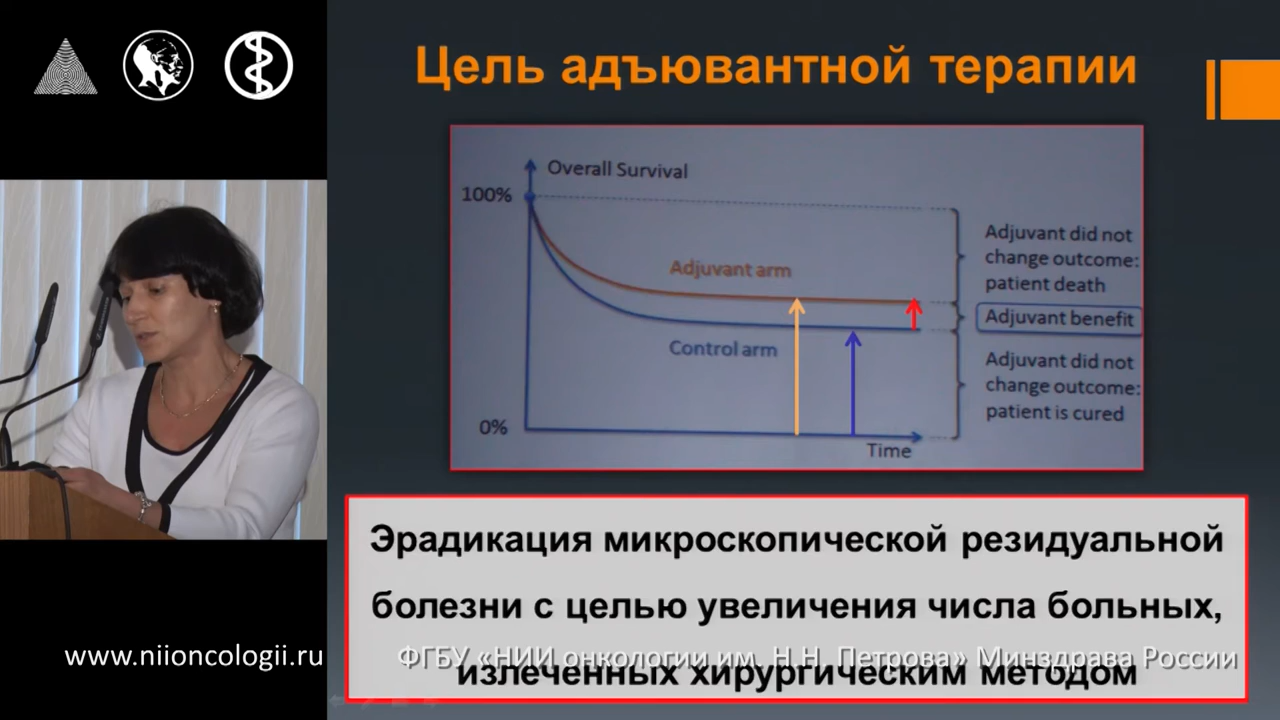 Цель адъювантной терапии
Overall Survival
100%
Adjuvant arm
Control arm
0%
Time
Adjuvant did not
change outcome:
patient death
Adjuvant benefit
Adjuvant did not
change outcome:
patient is cured
Эрадикация микроскопической резидуальной
болезни с целью увеличения числа больных,
излеченных хирургическим методом
www.niioncologii.ru
ФГБУ «НИИ онкологии им. Н.Н. Петрова» Минздрава России